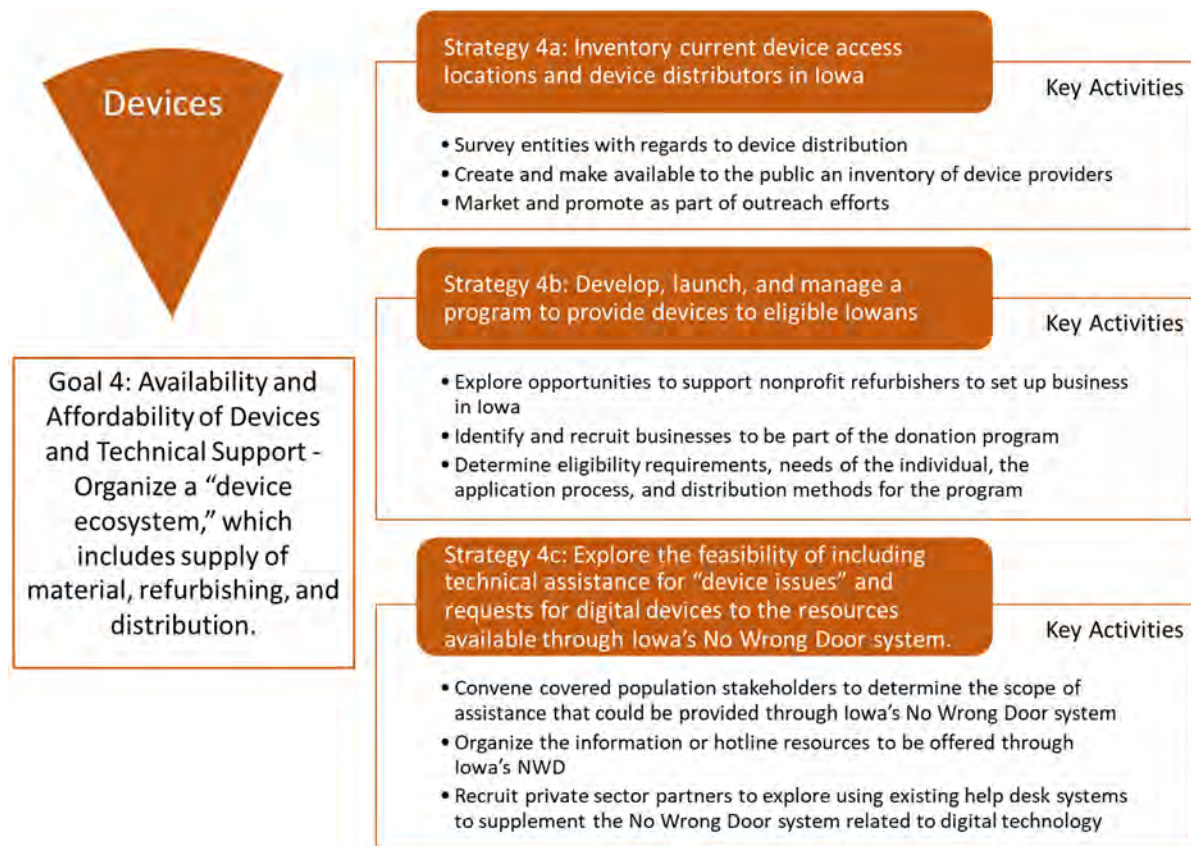 Devices
Goal 4: Availability and
Affordability of Devices
and Technical Support -
Organize a “device
ecosystem,” which
includes supply of
material, refurbishing, and
distribution.
Strategy 4a: Inventory current device access
locations and device distributors in Iowa
Key Activities
• Survey entities with regards to device distribution
• Create and make available to the public an inventory of device providers
• Market and promote as part of outreach efforts
Strategy 4b: Develop, launch, and manage a
program to provide devices to eligible Iowans
Key Activities
• Explore opportunities to support nonprofit refurbishers to set up business
in Iowa
• Identify and recruit businesses to be part of the donation program
• Determine eligibility requirements, needs of the individual, the
application process, and distribution methods for the program
Strategy 4c: Explore the feasibility of including
technical assistance for “device issues” and
requests for digital devices to the resources
available through Iowa’s No Wrong Door system.
Key Activities
• Convene covered population stakeholders to determine the scope of
assistance that could be provided through Iowa’s No Wrong Door system
• Organize the information or hotline resources to be offered through
Iowa’s NWD
• Recruit private sector partners to explore using existing help desk systems
to supplement the No Wrong Door system related to digital technology